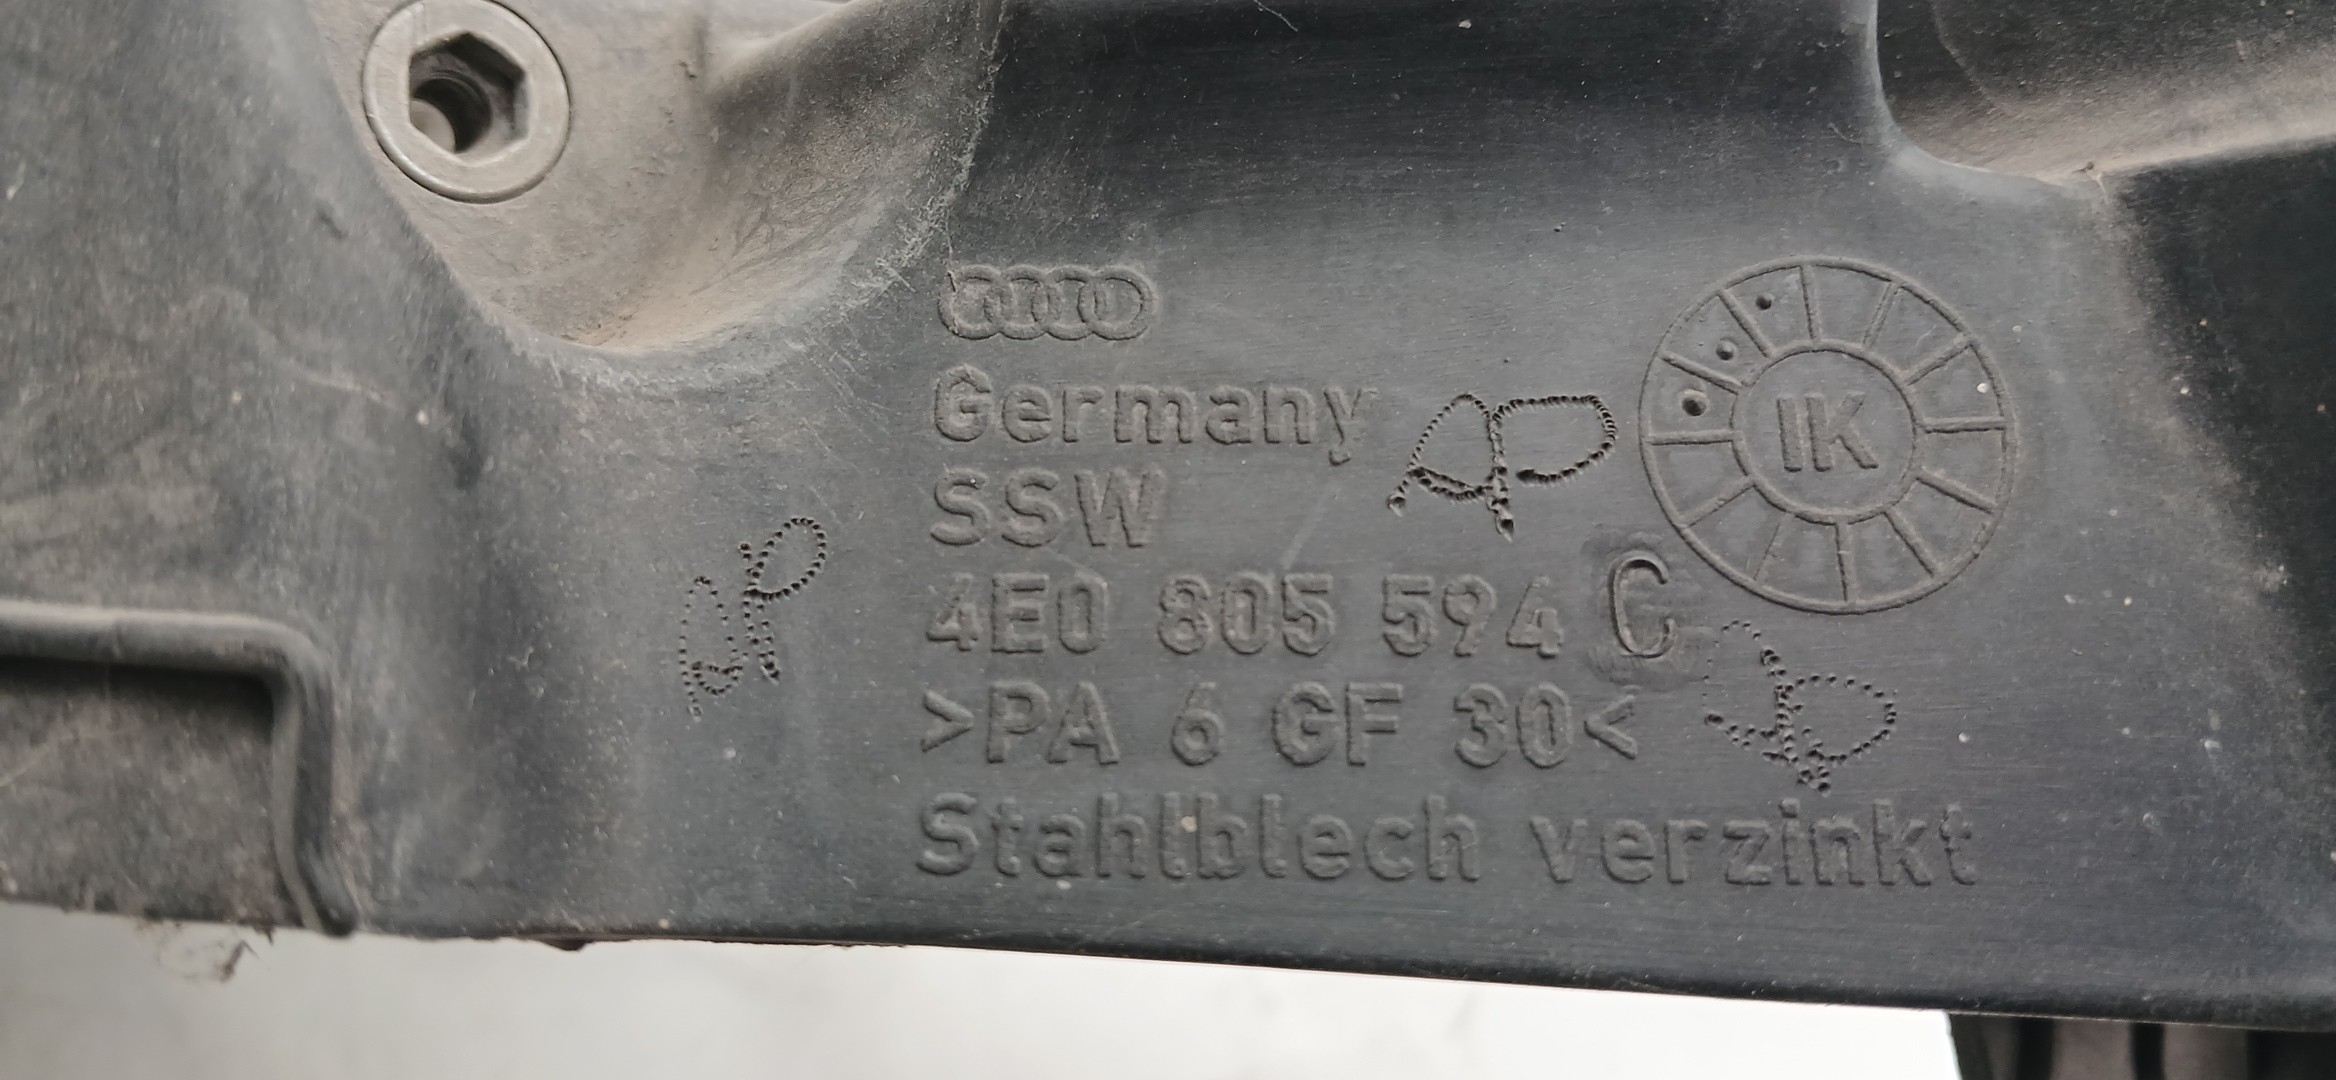 Germany
SSW
4E0 805 594 C
>PA 6 GF 30<
Stahlblech verzinkt
IK